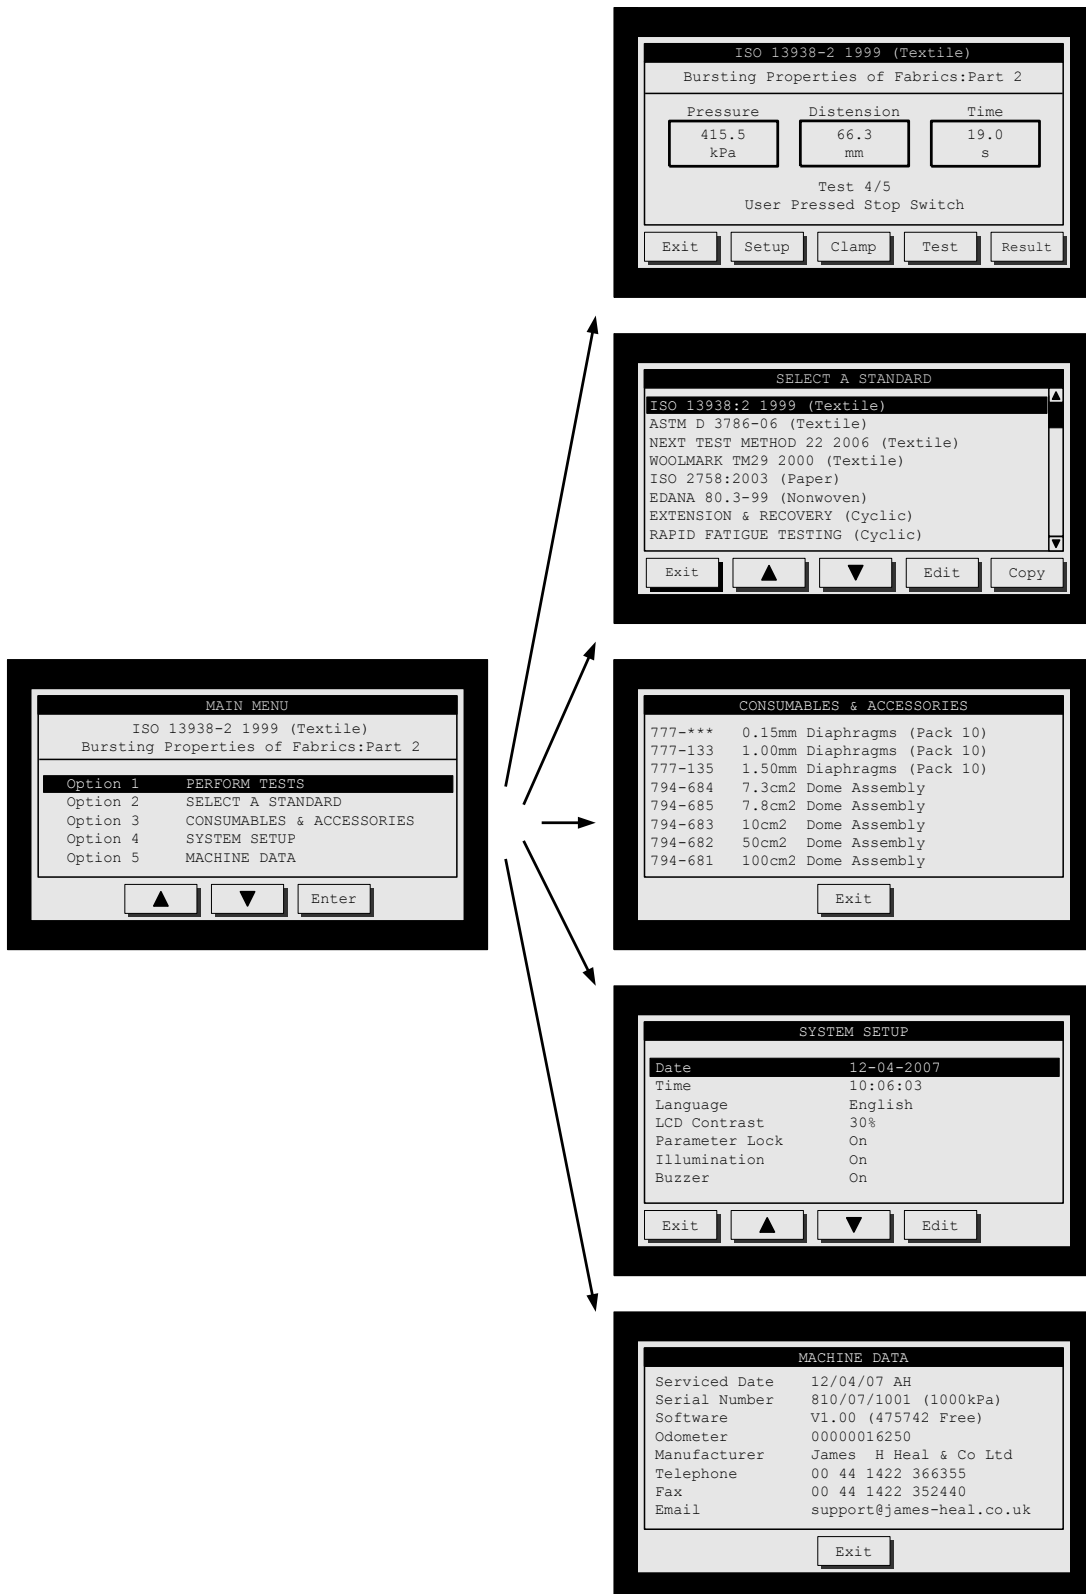 ISO 13938-2 1999 (Textile)
Bursting Properties of Fabrics:Part 2
Pressure Distension Time
415.5 66.3 19.0
kPa mm s
Test 4/5
User Pressed Stop Switch
Exit Setup Clamp Test Result
SELECT A STANDARD
ISO 13938:2 1999 (Textile)
ASTM D 3786-06 (Textile)
NEXT TEST METHOD 22 2006 (Textile)
WOOLMARK TM29 2000 (Textile)
ISO 2758:2003 (Paper)
EDANA 80.3-99 (Nonwoven)
EXTENSION & RECOVERY (Cyclic)
RAPID FATIGUE TESTING (Cyclic)
Exit ▲ ▼ Edit Copy
MAIN MENU
ISO 13938-2 1999 (Textile)
Bursting Properties of Fabrics:Part 2
Option 1 PERFORM TESTS
Option 2 SELECT A STANDARD
Option 3 CONSUMABLES & ACCESSORIES
Option 4 SYSTEM SETUP
Option 5 MACHINE DATA
▲ ▼ Enter
CONSUMABLES & ACCESSORIES
777-*** 0.15mm Diaphragms (Pack 10)
777-133 1.00mm Diaphragms (Pack 10)
777-135 1.50mm Diaphragms (Pack 10)
794-684 7.3cm2 Dome Assembly
794-685 7.8cm2 Dome Assembly
794-683 10cm2 Dome Assembly
794-682 50cm2 Dome Assembly
794-681 100cm2 Dome Assembly
Exit
SYSTEM SETUP
Date 12-04-2007
Time 10:06:03
Language English
LCD Contrast 30%
Parameter Lock On
Illumination On
Buzzer On
Exit ▲ ▼ Edit
MACHINE DATA
Serviced Date 12/04/07 AH
Serial Number 810/07/1001 (1000kPa)
Software V1.00 (475742 Free)
Odometer 00000016250
Manufacturer James H Heal & Co Ltd
Telephone 00 44 1422 366355
Fax 00 44 1422 352440
Email support@james-heal.co.uk
Exit